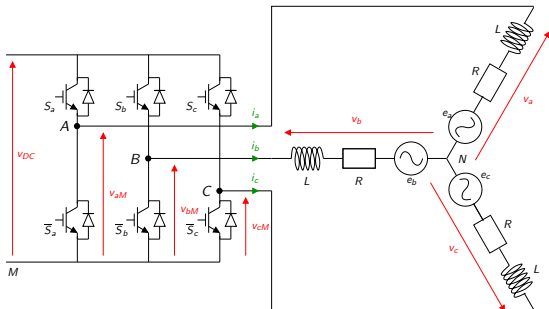 L
R
v_a
S_a
S_b
S_c
e_a
i_a
A
v_b
v_DC
i_b
B
N
v_aM
L
R
e_b
e_c
i_c
C
v_bM
R
S̅_a
S̅_b
S̅_c
v_cM
v_c
M
L